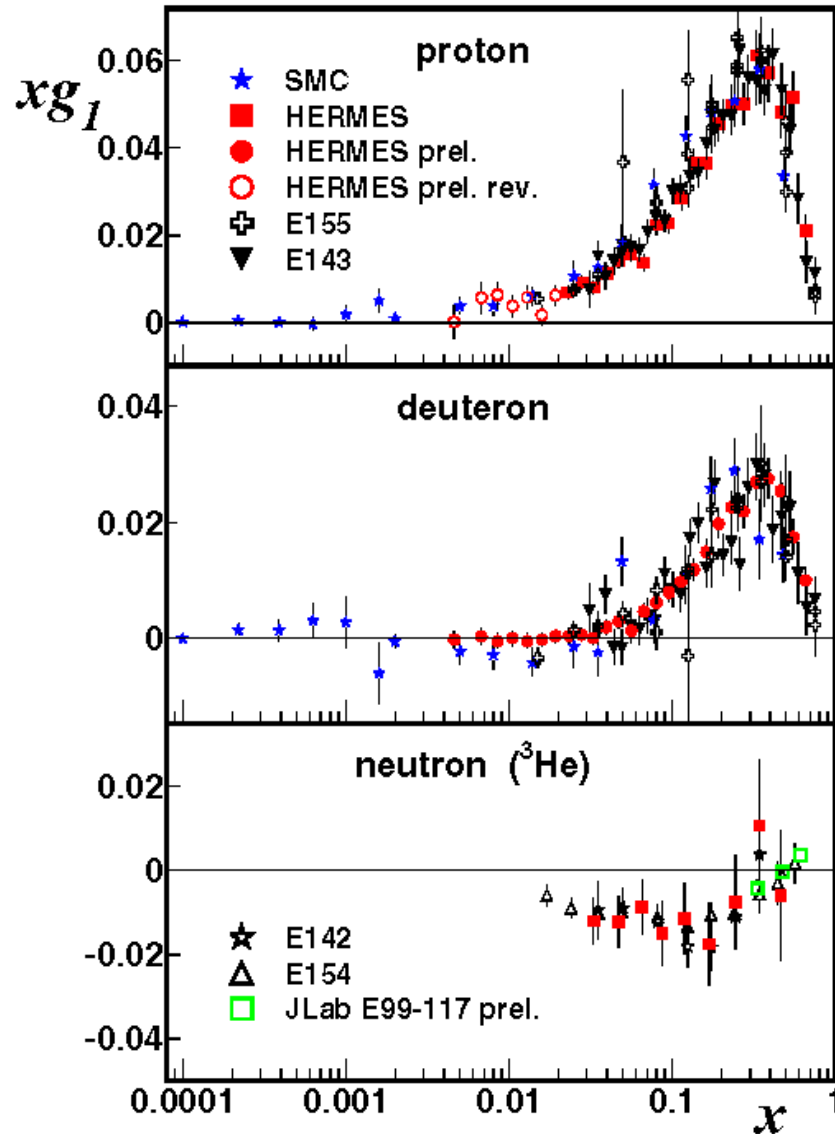 xg1
proton
0.06
0.04
0.02
0
SMC
HERMES
HERMES prel.
HERMES prel. rev.
E155
E143
deuteron
0.04
0.02
0
neutron (³He)
0.02
0
-0.02
-0.04
E142
E154
JLab E99-117 prel.
0.0001 0.001 0.01 0.1 1
x